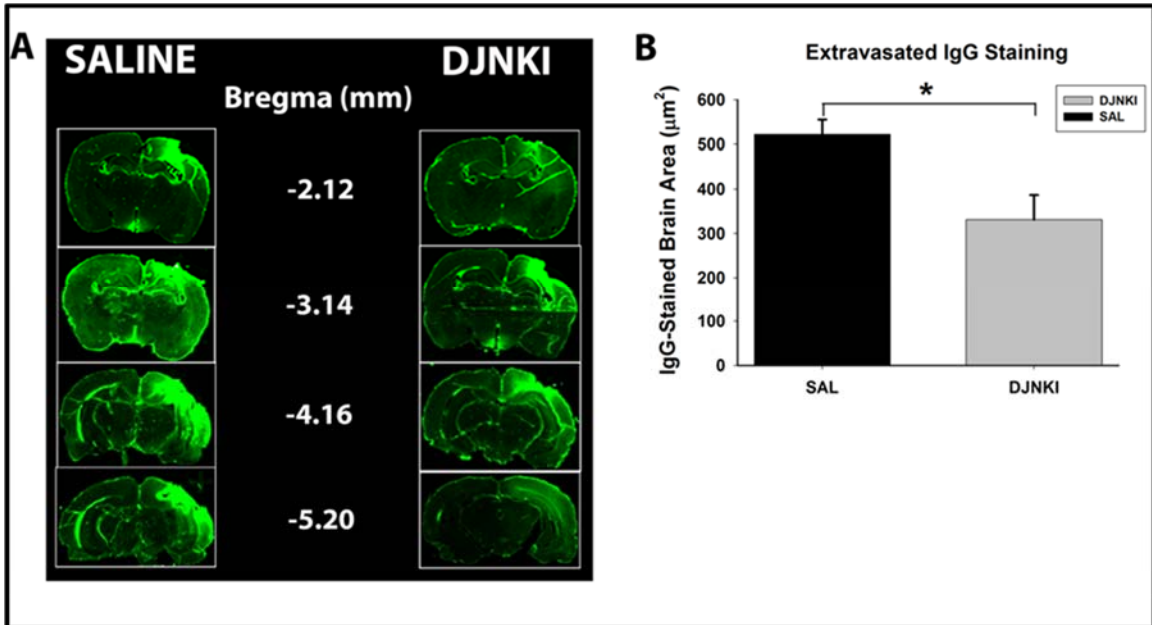 A
SALINE
DJNKI
Bregma (mm)
-2.12
-3.14
-4.16
-5.20
B
Extravasated IgG Staining
*
DJNKI
SAL
IgG-Stained Brain Area (μm²)
600
500
400
300
200
100
0
SAL
DJNKI